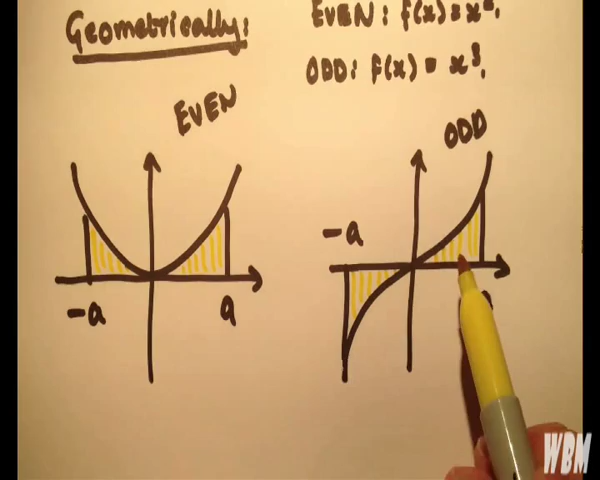 Geometrically:
EVEN: f(x) = x²,
ODD: f(x) = x³,
EVEN
ODD
-a
-a
a
WBM